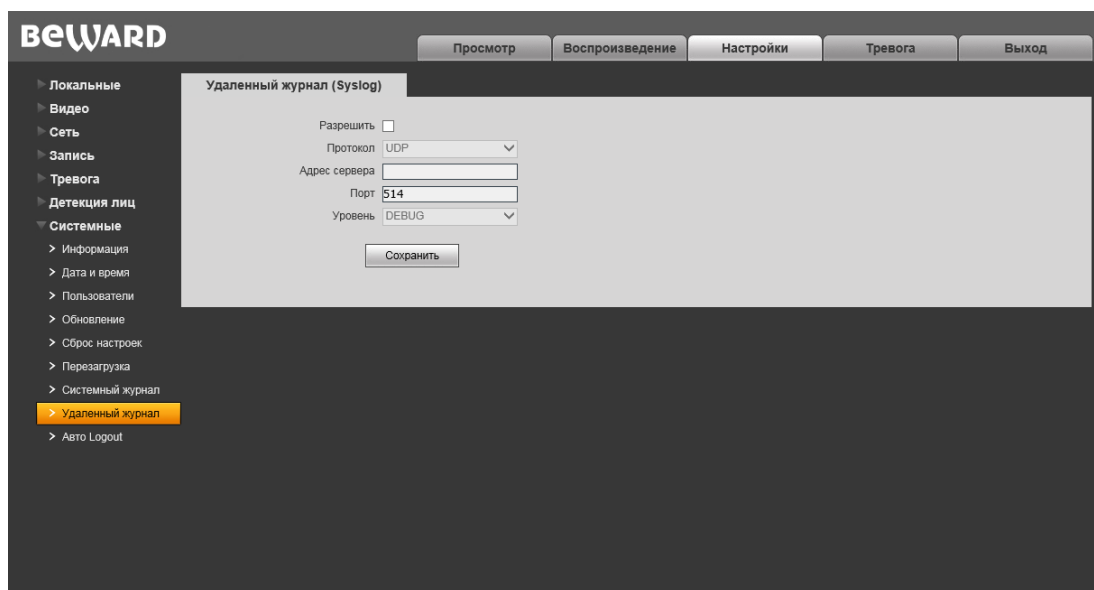 BEWARD
Просмотр
Воспроизведение
Настройки
Тревога
Выход
Локальные
Видео
Сеть
Запись
Тревога
Детекция лиц
Системные
Информация
Дата и время
Пользователи
Обновление
Сброс настроек
Перезагрузка
Системный журнал
Удаленный журнал
Авто Logout
Удаленный журнал (Syslog)
Разрешить
Протокол UDP
Адрес сервера
Порт 514
Уровень DEBUG
Сохранить